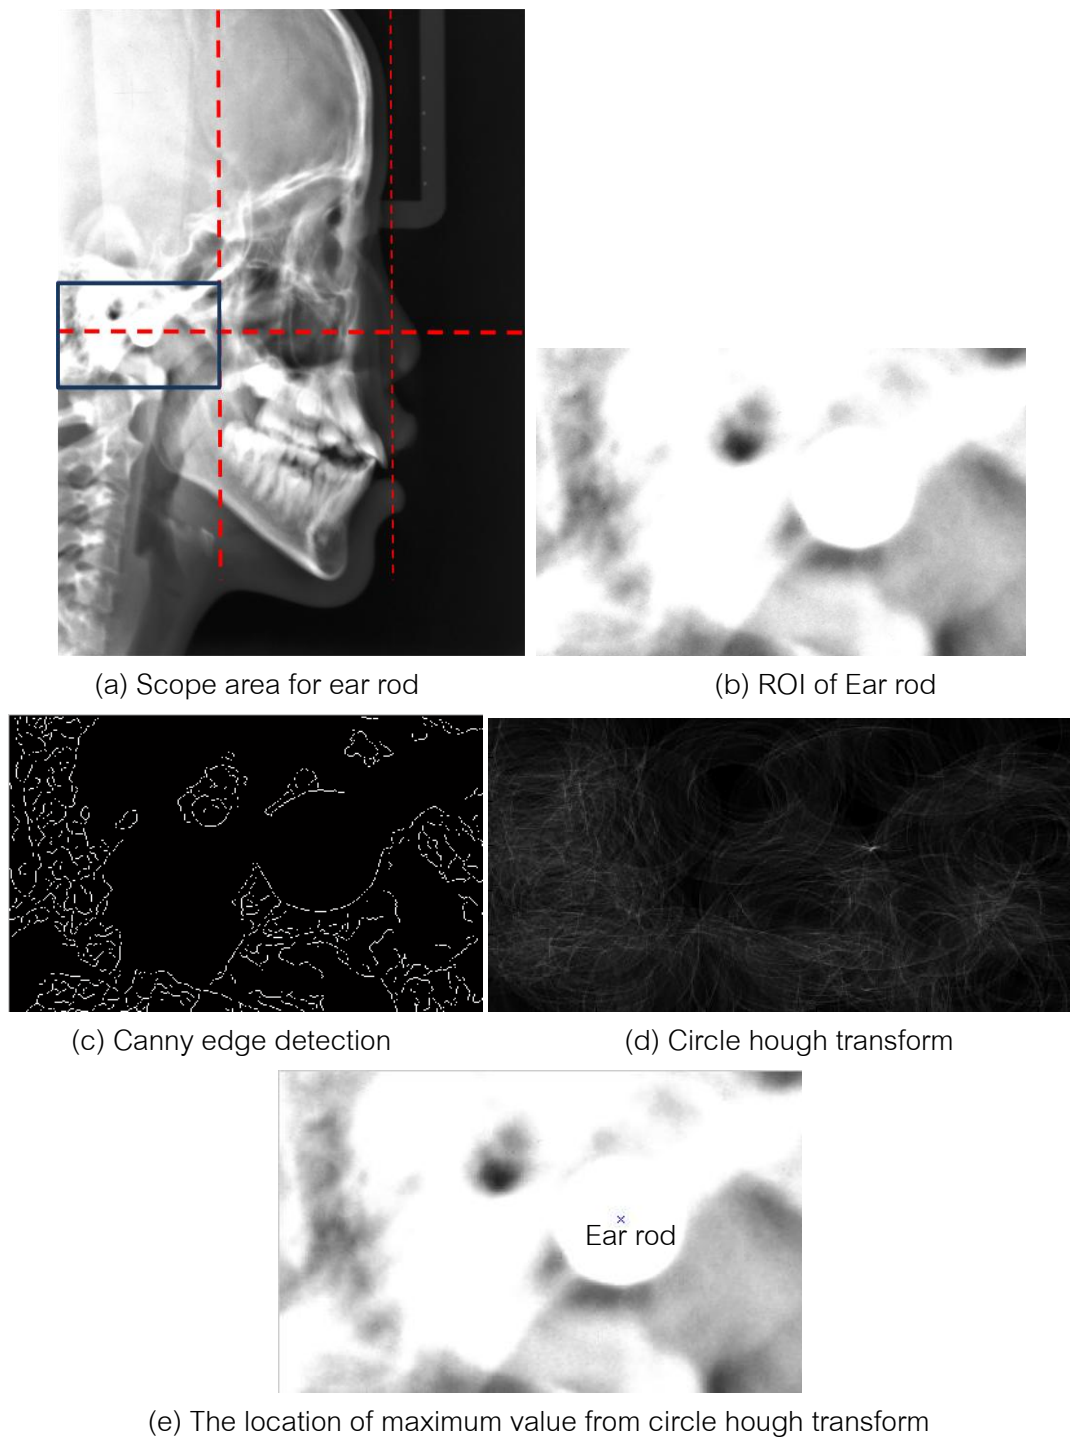 (a) Scope area for ear rod
(b) ROI of Ear rod
(c) Canny edge detection
(d) Circle hough transform
Ear rod
(e) The location of maximum value from circle hough transform